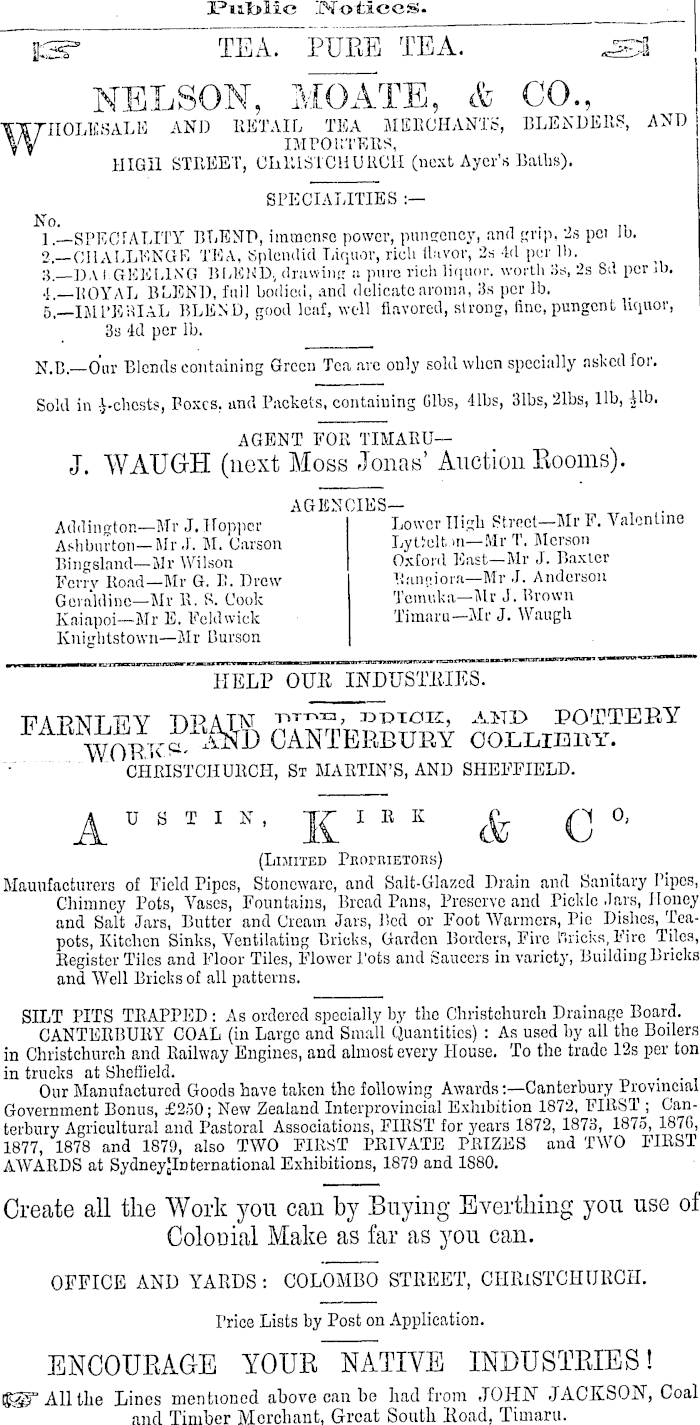 Public Notices.
TEA. PURE TEA.
NELSON, MOATE, & CO.,
WHOLESALE AND RETAIL TEA MERCHANTS, BLENDERS, AND
IMPORTERS,
HIGH STREET, CHRISTCHURCH (next Ayer's Baths).
SPECIALITIES :—
No.
1.—SPECIALITY BLEND, immense power, pungency, and grip, 2s per lb.
2.—CHALLENGE TEA, Splendid Liquor, rich flavor, 2s 4d per lb.
3.—DARGEELING BLEND, drawing a pure rich liquor, worth 3s, 2s 8d per lb.
4.—ROYAL BLEND, full bodied, and delicate aroma, 3s per lb.
5.—IMPERIAL BLEND, good leaf, well flavored, strong, fine, pungent liquor,
3s 4d per lb.
N.B.—Our Blends containing Green Tea are only sold when specially asked for.
Sold in ½-chests, Boxes, and Packets, containing 6lbs, 4lbs, 3lbs, 2lbs, 1lb, ½lb.
AGENT FOR TIMARU—
J. WAUGH (next Moss Jonas' Auction Rooms).
AGENCIES—
Addington—Mr J. Hopper
Ashburton—Mr J. M. Carson
Bingsland—Mr Wilson
Ferry Road—Mr G. B. Drew
Geraldine—Mr R. S. Cook
Kaiapoi—Mr E. Feldwick
Knightstown—Mr Burson
Lower High Street—Mr F. Valentine
Lyttelton—Mr T. Merson
Oxford East—Mr J. Baxter
Rangiora—Mr J. Anderson
Temuka—Mr J. Brown
Timaru—Mr J. Waugh
HELP OUR INDUSTRIES.
FARNLEY DRAIN PIPE, BRICK, AND POTTERY
WORKS, AND CANTERBURY COLLIERY.
CHRISTCHURCH, ST MARTIN'S, AND SHEFFIELD.
AUSTIN, KIRK & CO,
(LIMITED PROPRIETORS)
Manufacturers of Field Pipes, Stoneware, and Salt-Glazed Drain and Sanitary Pipes,
Chimney Pots, Vases, Fountains, Bread Pans, Preserve and Pickle Jars, Honey
and Salt Jars, Butter and Cream Jars, Bed or Foot Warmers, Pie Dishes, Tea-
pots, Kitchen Sinks, Ventilating Bricks, Garden Borders, Fire Bricks, Fire Tiles,
Register Tiles and Floor Tiles, Flower Pots and Saucers in variety, Building Bricks
and Well Bricks of all patterns.
SILT PITS TRAPPED: As ordered specially by the Christchurch Drainage Board.
CANTERBURY COAL (in Large and Small Quantities) : As used by all the Boilers
in Christchurch and Railway Engines, and almost every House. To the trade 12s per ton
in trucks at Sheffield.
Our Manufactured Goods have taken the following Awards:—Canterbury Provincial
Government Bonus, £250; New Zealand Interprovincial Exhibition 1872, FIRST; Can-
terbury Agricultural and Pastoral Associations, FIRST for years 1872, 1873, 1875, 1876,
1877, 1878 and 1879, also TWO FIRST PRIVATE PRIZES and TWO FIRST
AWARDS at Sydney International Exhibitions, 1879 and 1880.
Create all the Work you can by Buying Everthing you use of
Colonial Make as far as you can.
OFFICE AND YARDS: COLOMBO STREET, CHRISTCHURCH.
Price Lists by Post on Application.
ENCOURAGE YOUR NATIVE INDUSTRIES!
All the Lines mentioned above can be had from JOHN JACKSON, Coal
and Timber Merchant, Great South Road, Timaru.